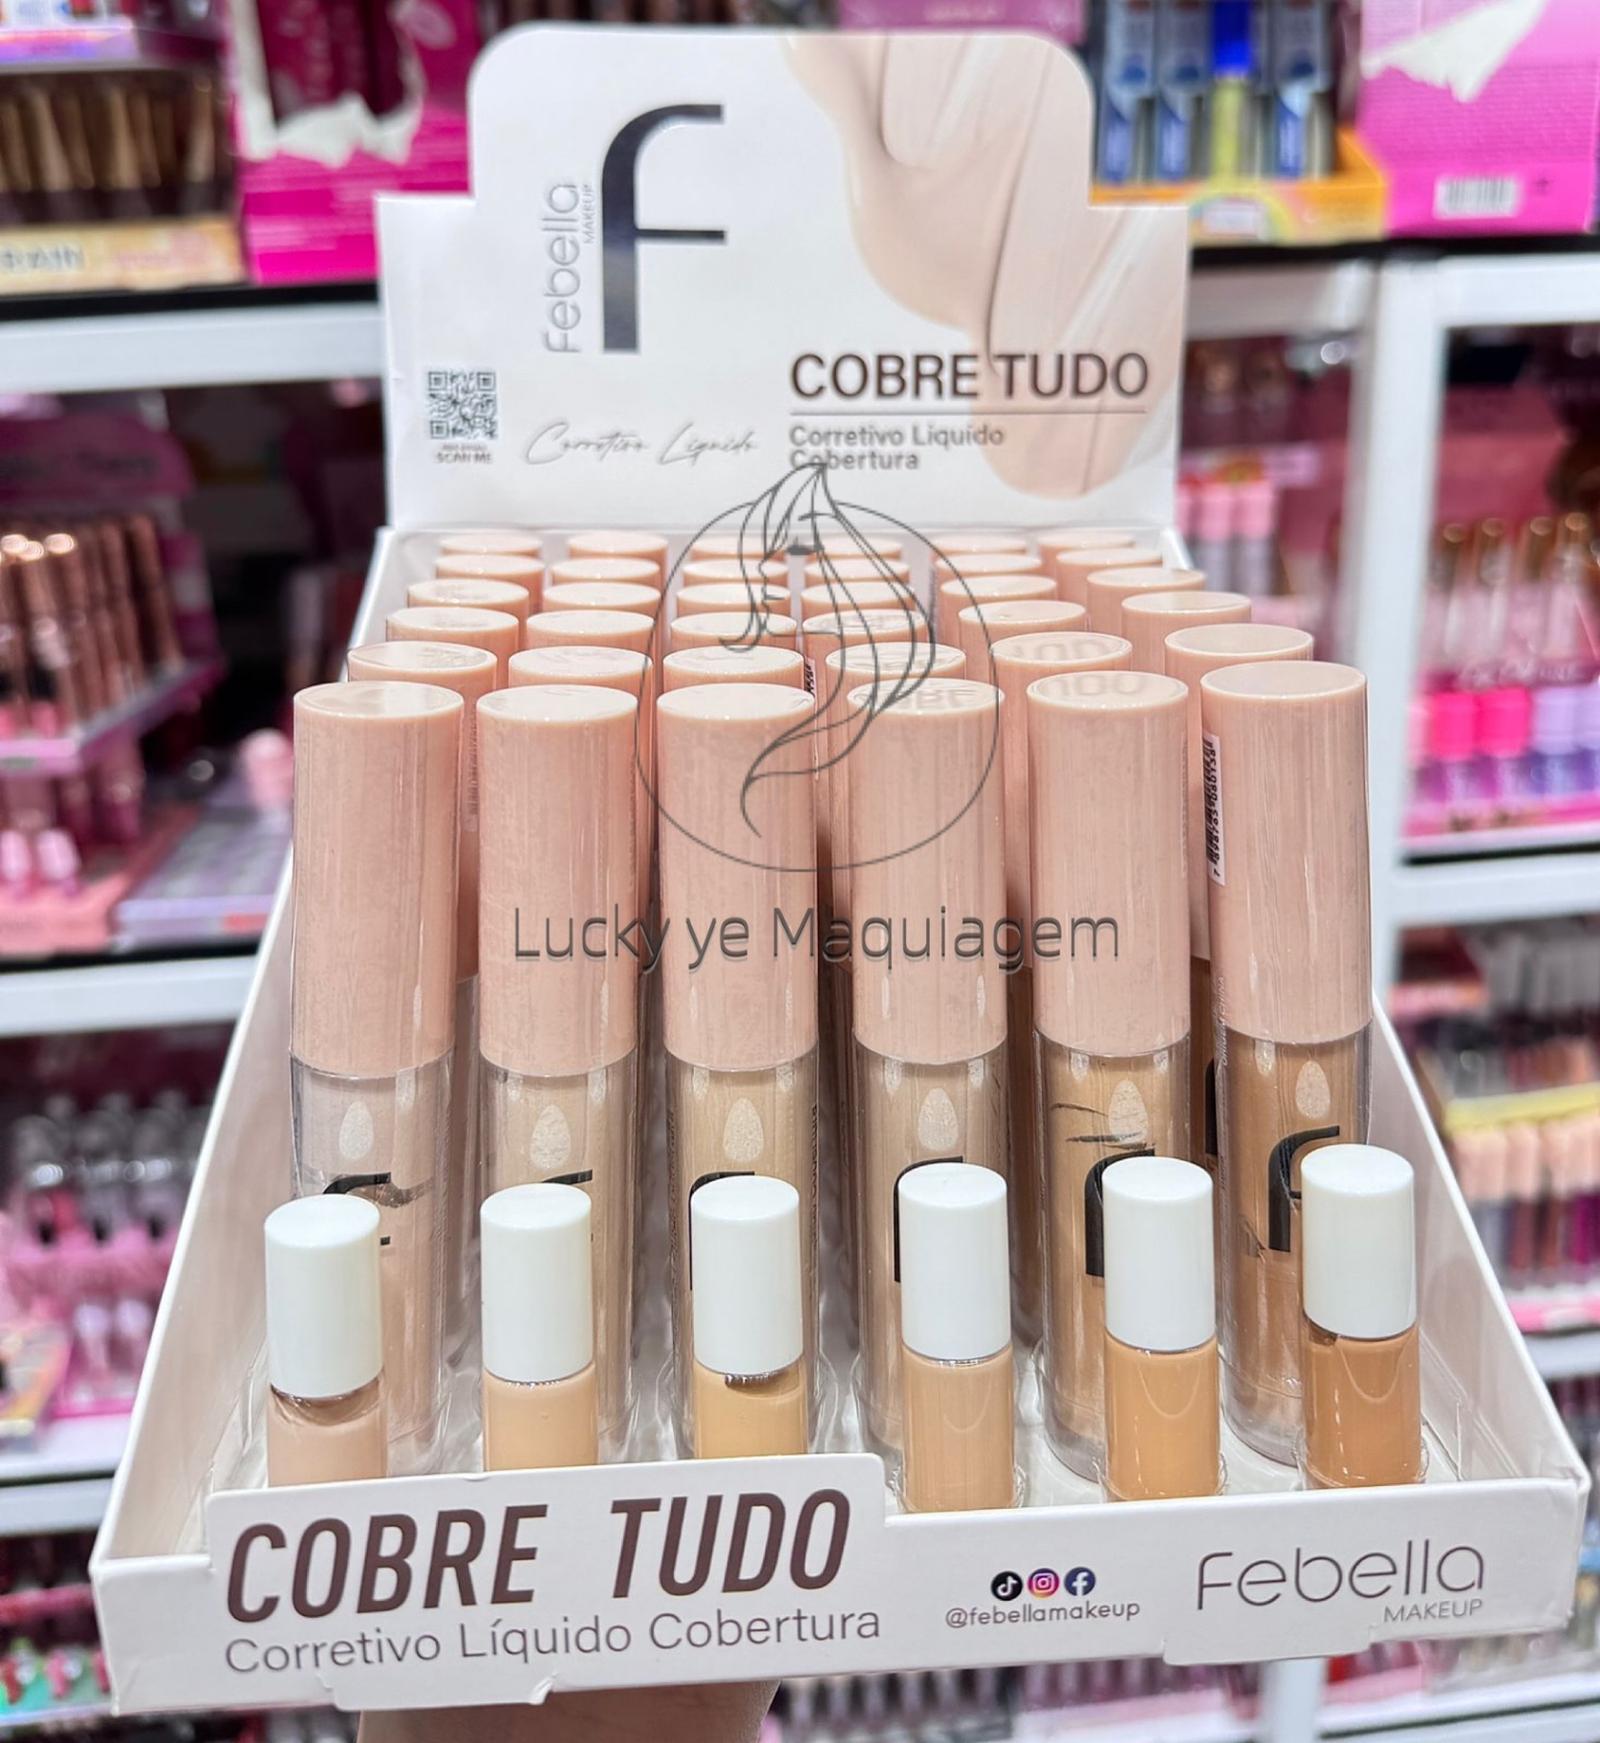 Febella
MAKEUP
COBRE TUDO
Corretivo Líquido
Cobertura
Corretivo Líquido
SCAN ME
Lucky ye Maquiagem
COBRE TUDO
Corretivo Líquido Cobertura
@febellamakeup
Febella
MAKEUP